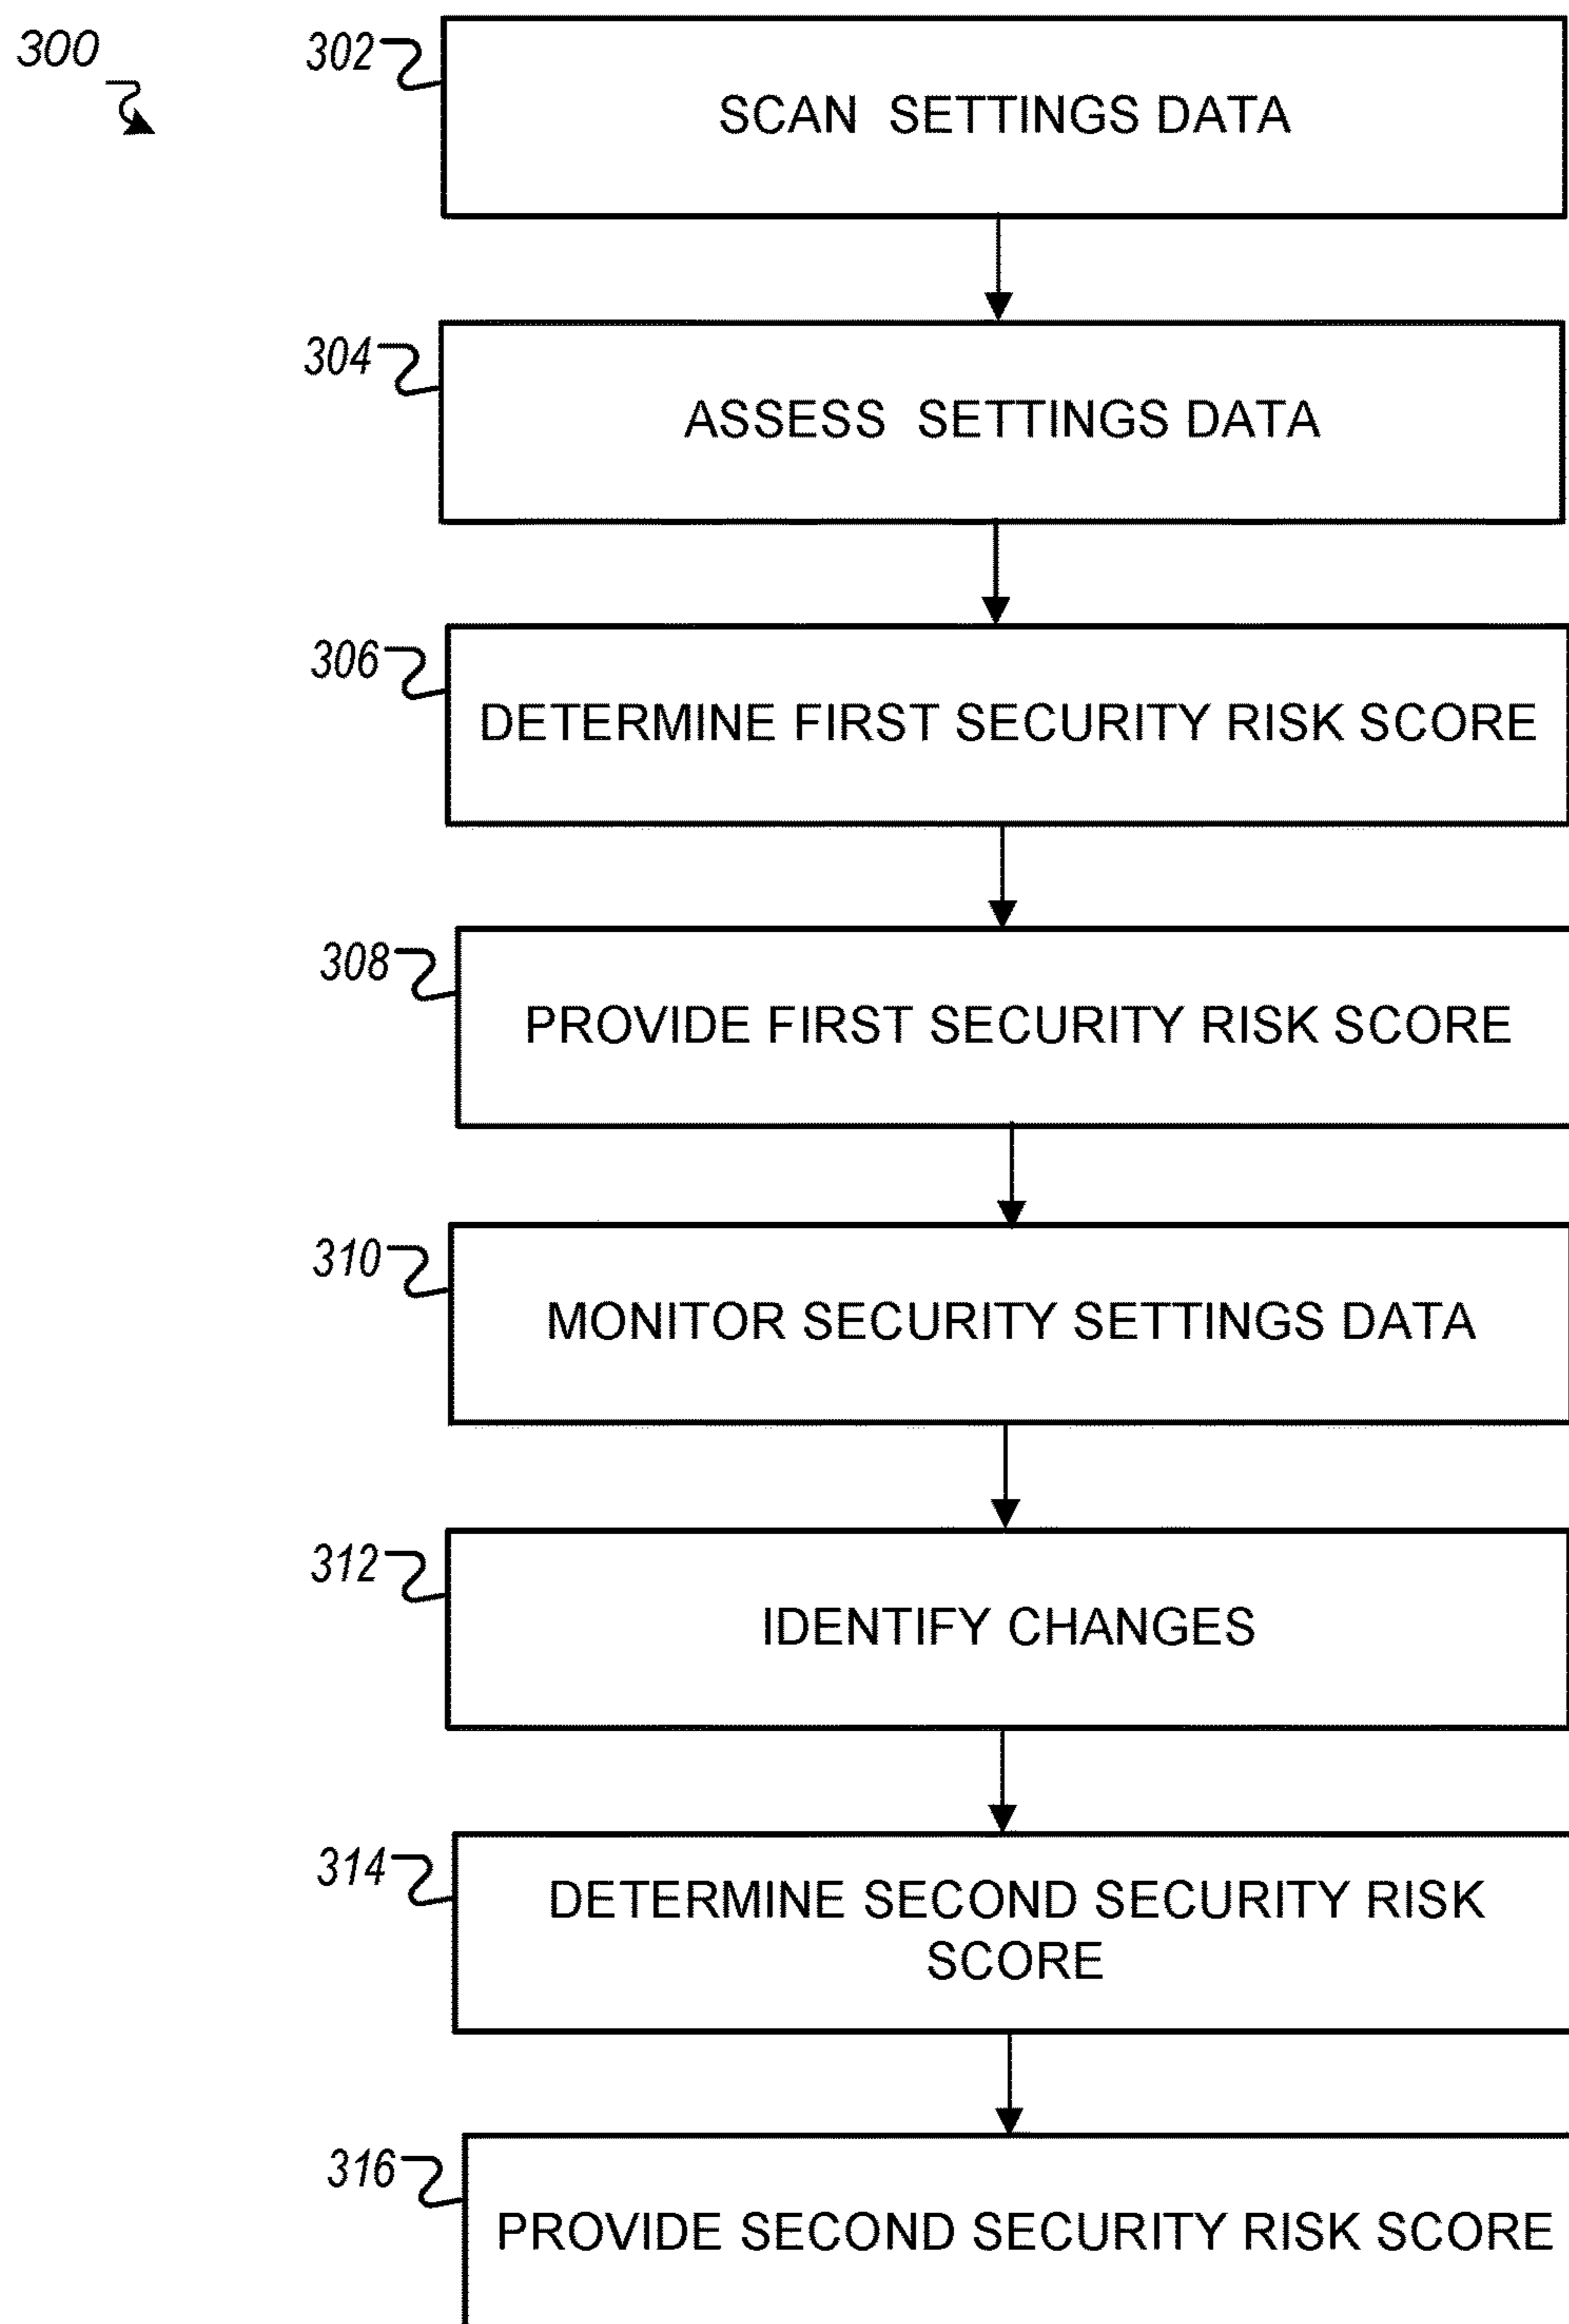 300
302
SCAN SETTINGS DATA
304
ASSESS SETTINGS DATA
306
DETERMINE FIRST SECURITY RISK SCORE
308
PROVIDE FIRST SECURITY RISK SCORE
310
MONITOR SECURITY SETTINGS DATA
312
IDENTIFY CHANGES
314
DETERMINE SECOND SECURITY RISK
SCORE
316
PROVIDE SECOND SECURITY RISK SCORE